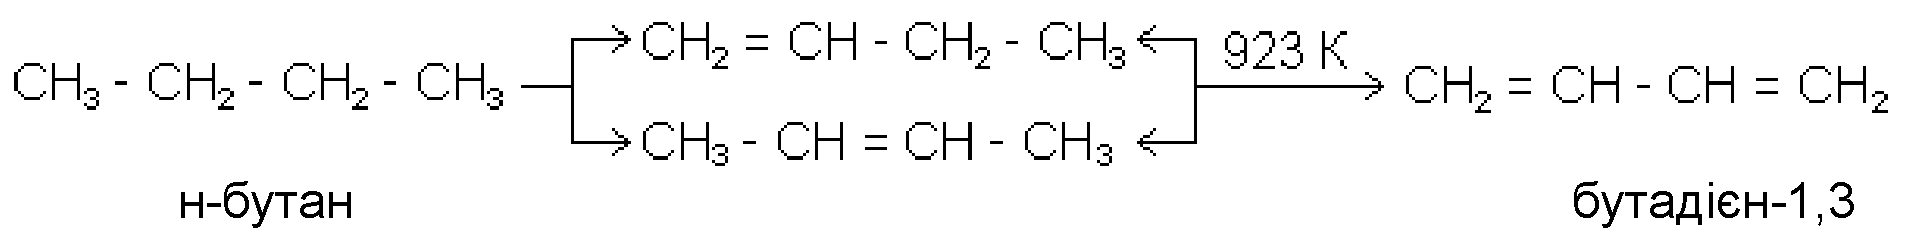 CH₂ = CH - CH₂ - CH₃
923 K
CH₃ - CH₂ - CH₂ - CH₃
CH₂ = CH - CH = CH₂
CH₃ - CH = CH - CH₃
н-бутан
бутадієн-1,3